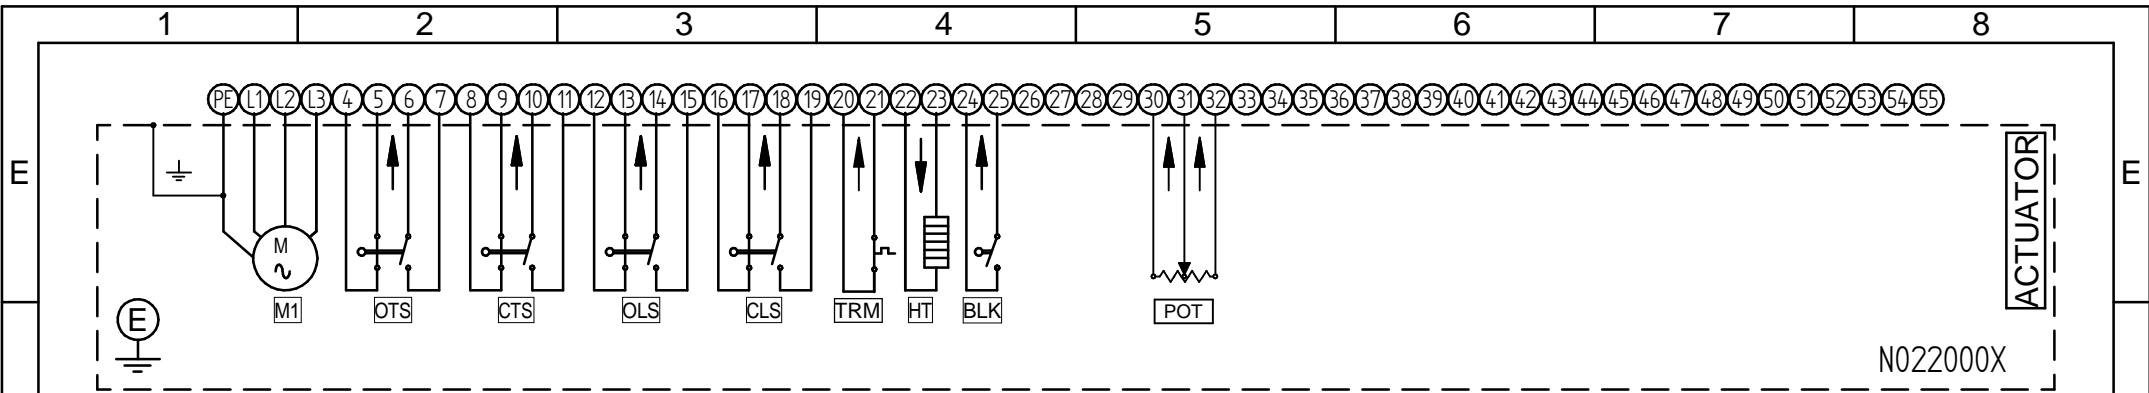 1 2 3 4 5 6 7 8
PE L1 L2 L3 4 5 6 7 8 9 10 11 12 13 14 15 16 17 18 19 20 21 22 23 24 25 26 27 28 29 30 31 32 33 34 35 36 37 38 39 40 41 42 43 44 45 46 47 48 49 50 51 52 53 54 55
E E
ACTUATOR
M
M1 OTS CTS OLS CLS TRM HT BLK POT
E
N022000X